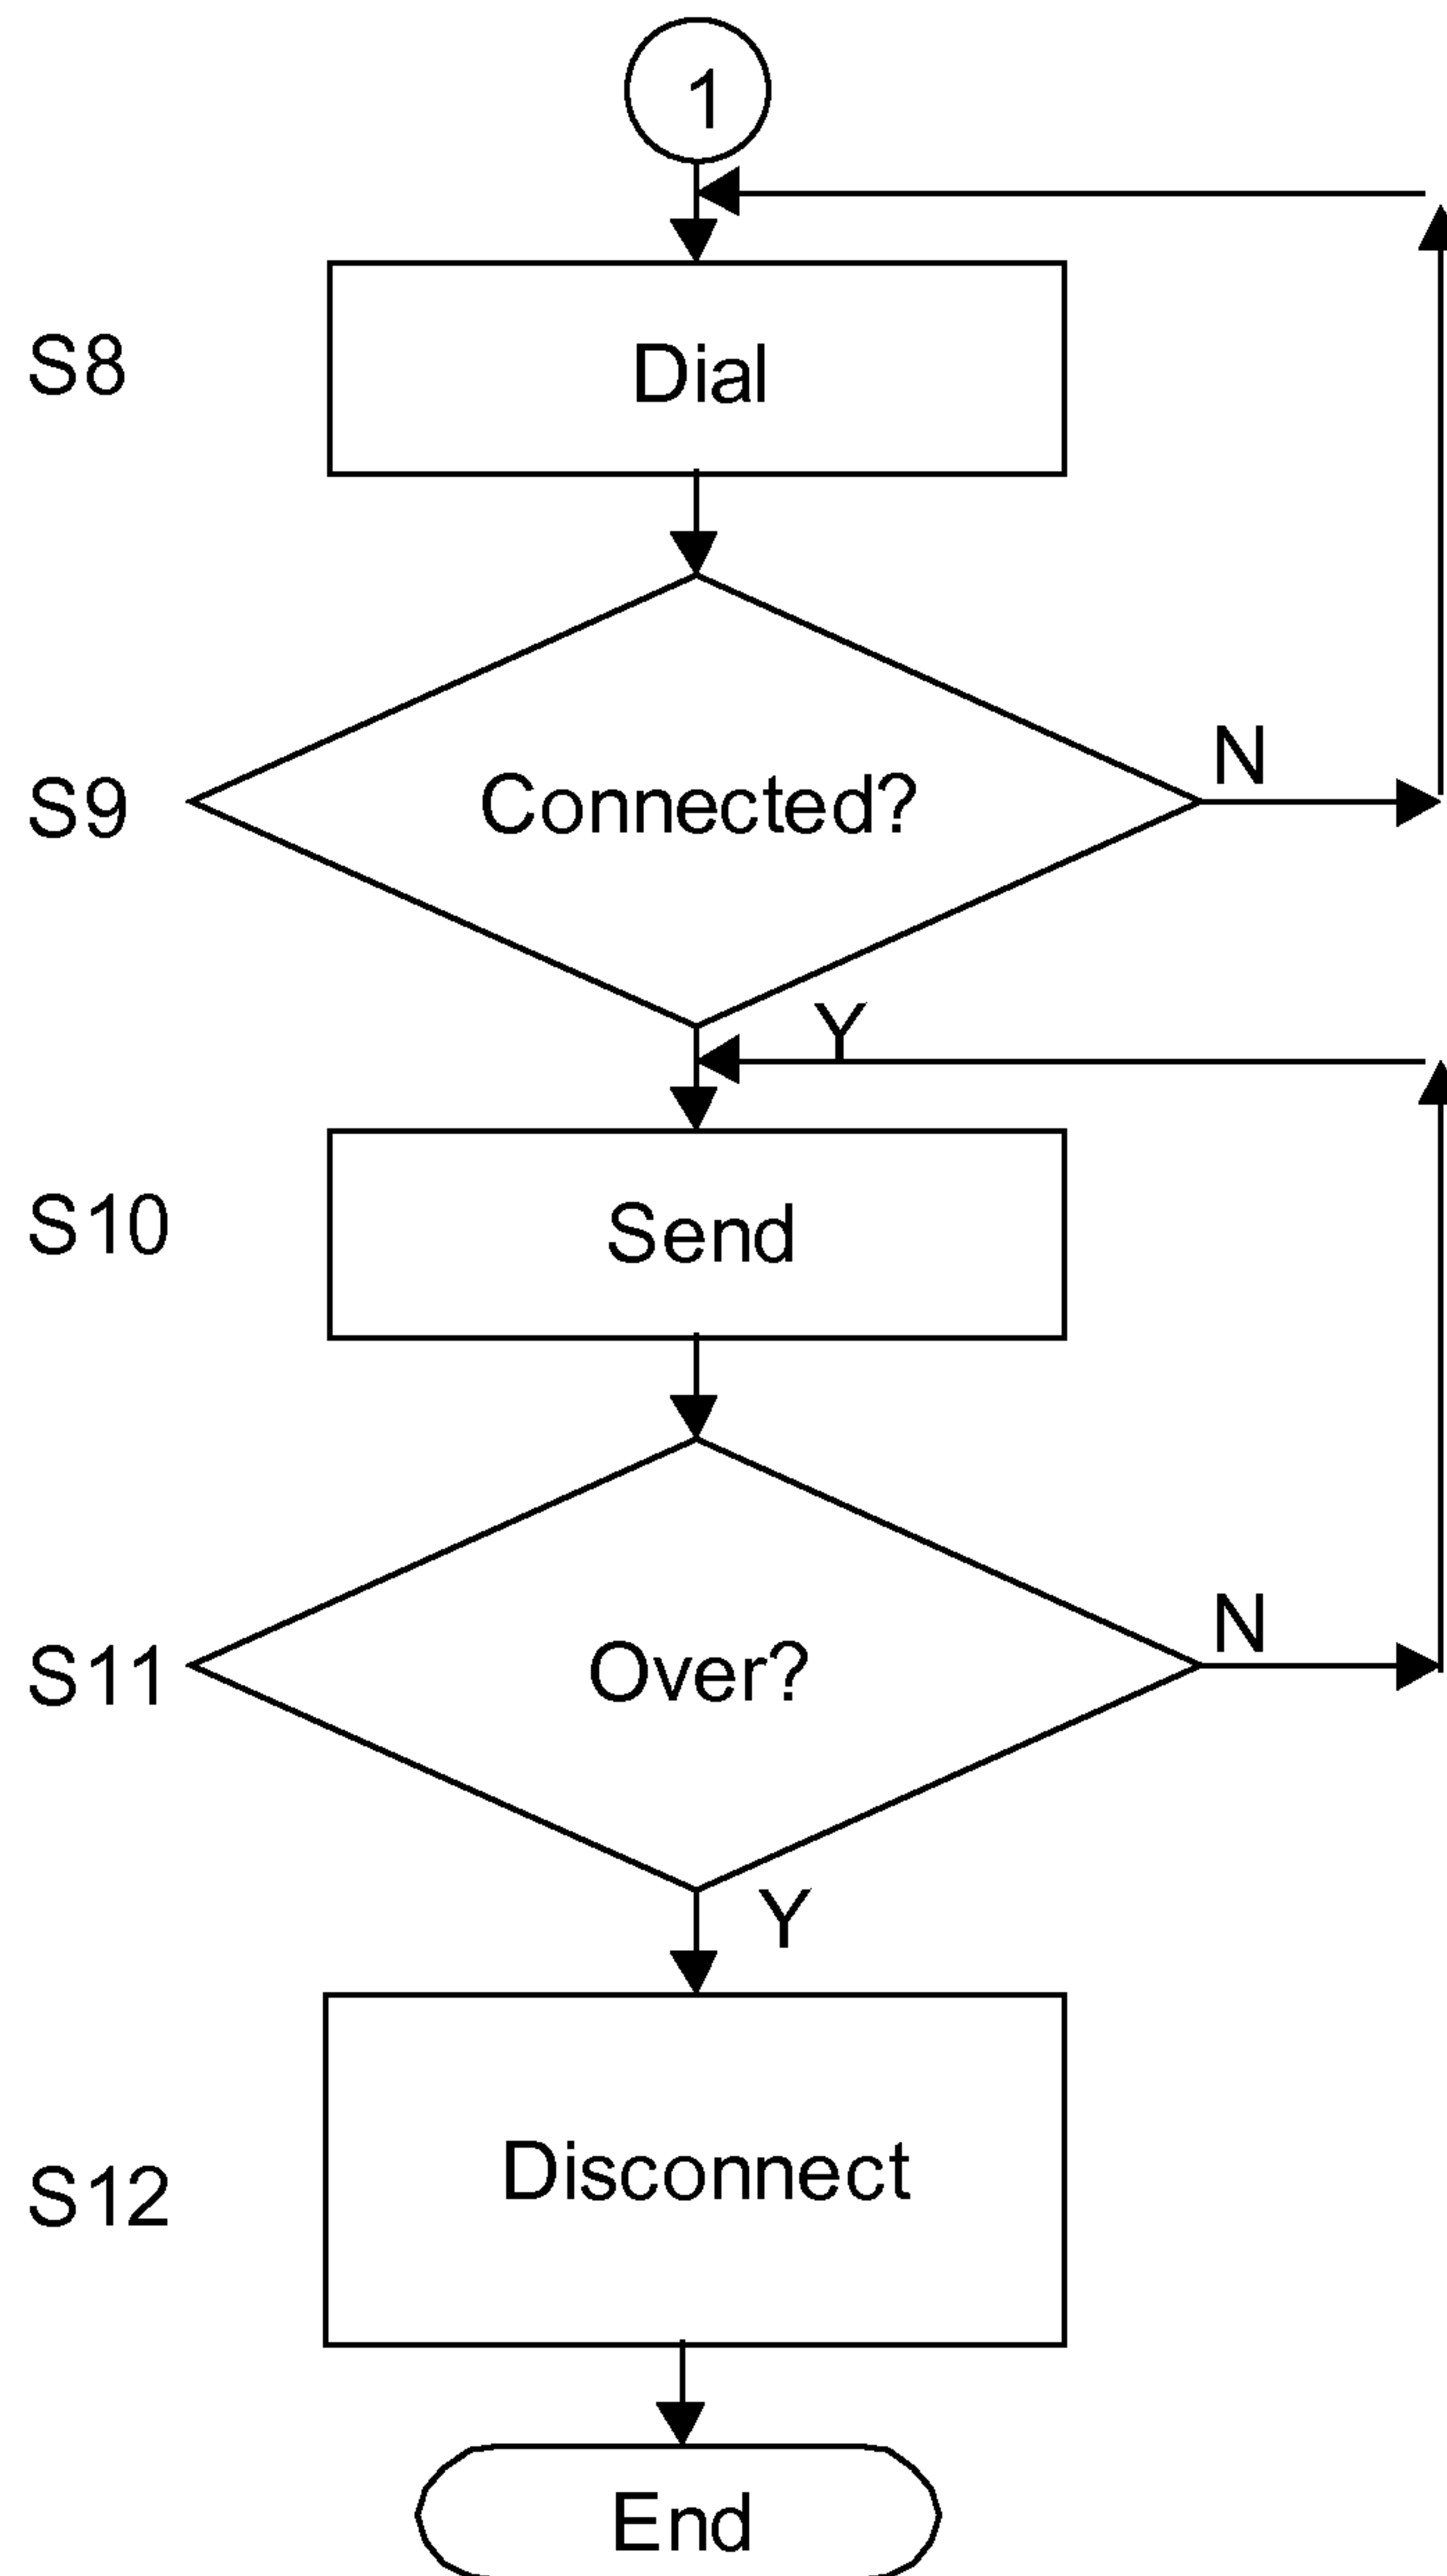 1
S8
Dial
S9
Connected?
N
Y
S10
Send
S11
Over?
N
Y
S12
Disconnect
End